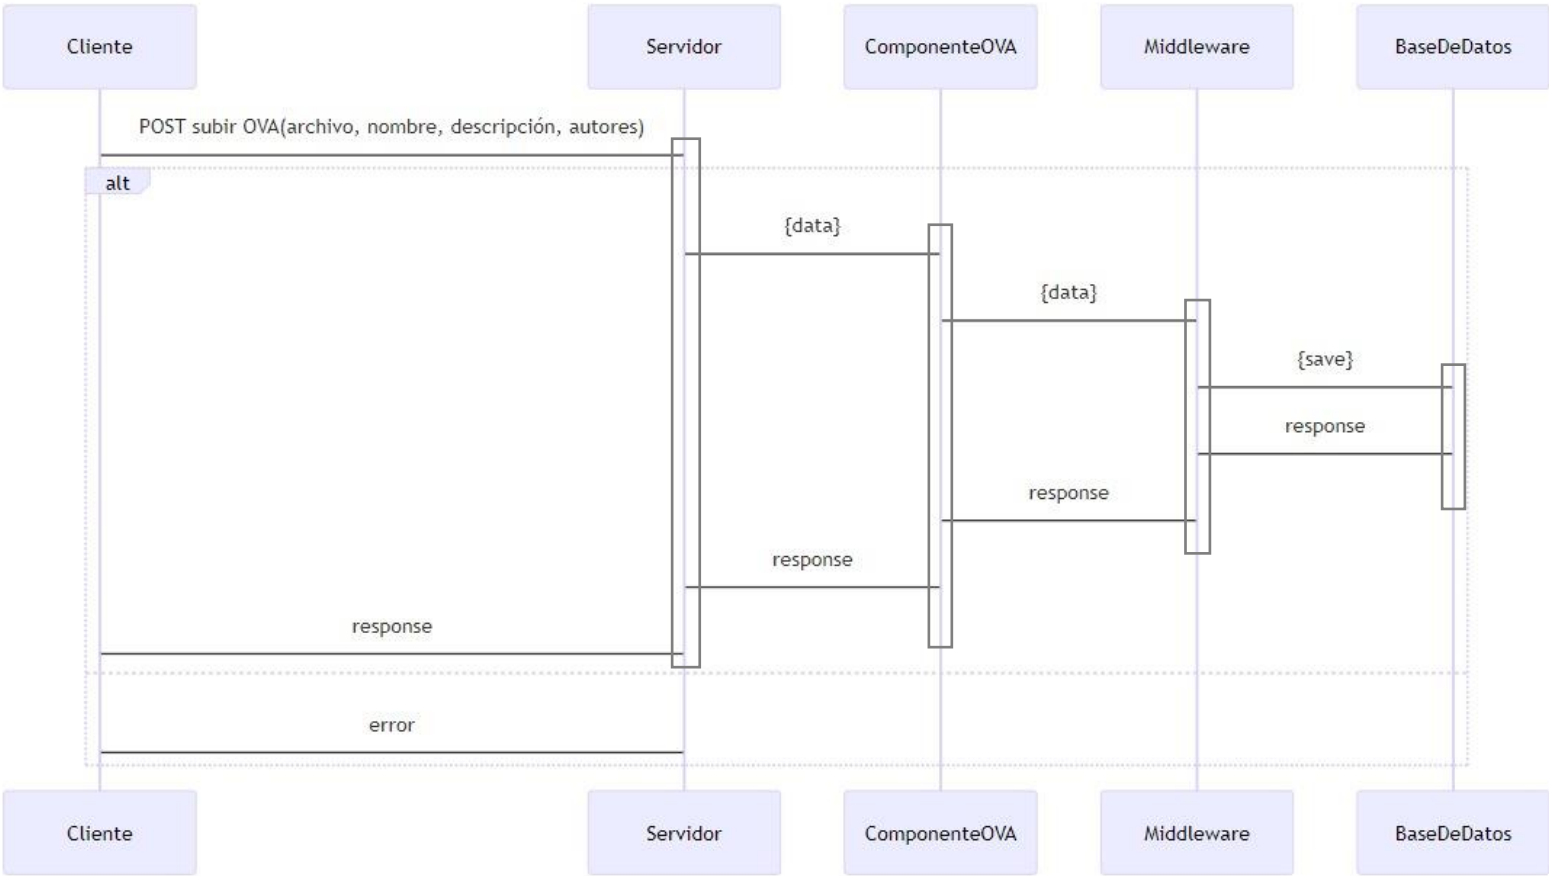 Cliente
Servidor
ComponenteOVA
Middleware
BaseDeDatos
POST subir OVA(archivo, nombre, descripción, autores)
alt
{data}
{data}
{save}
response
response
response
response
error
Cliente
Servidor
ComponenteOVA
Middleware
BaseDeDatos